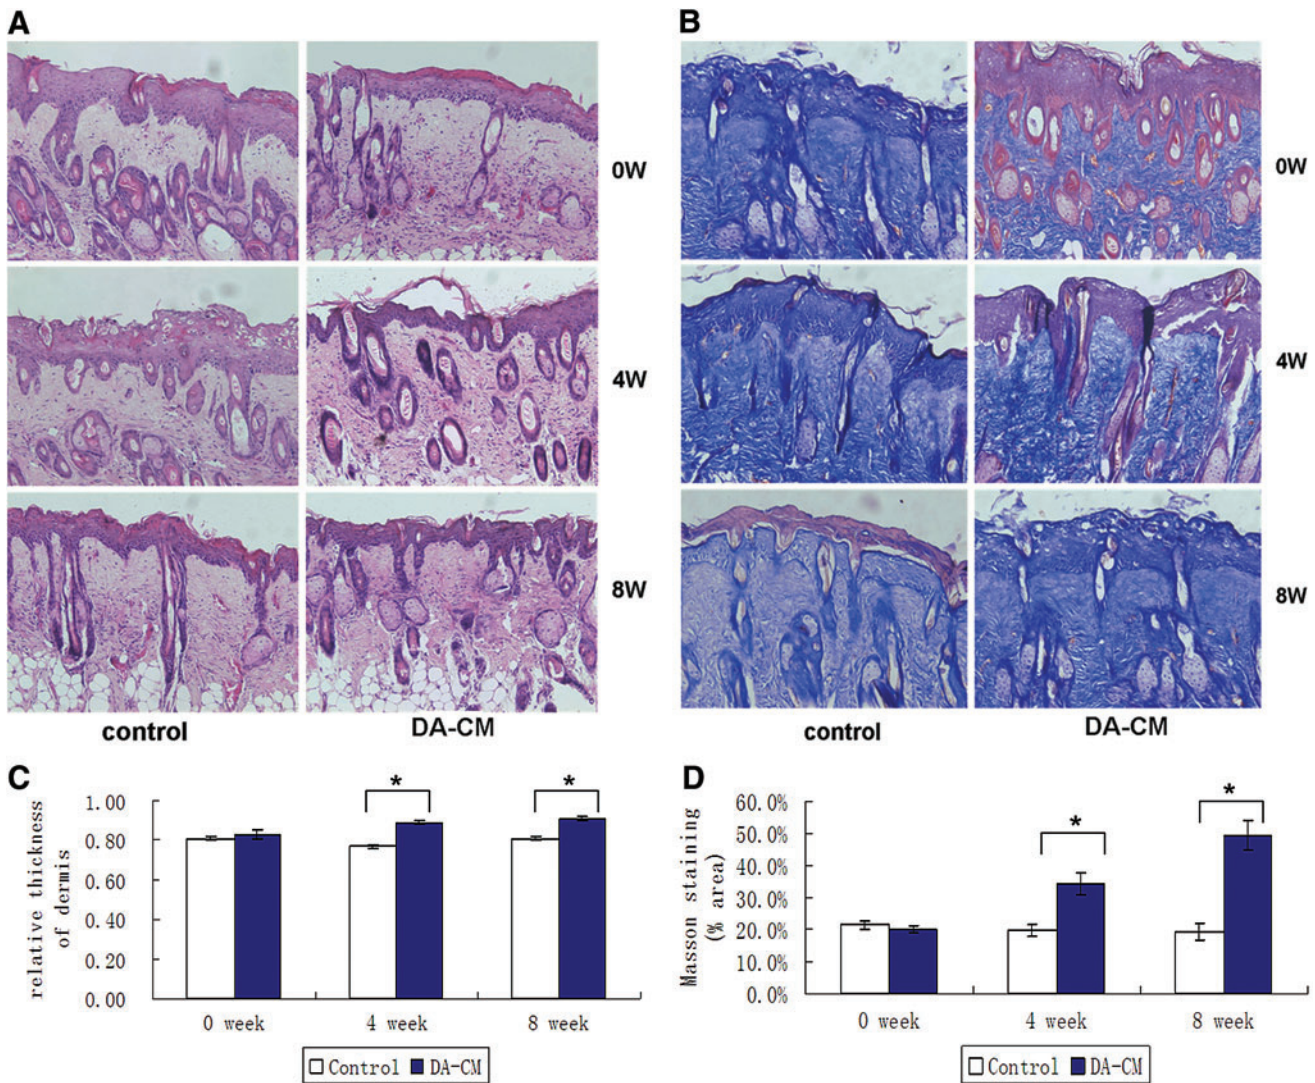 A
B
0W
4W
8W
control
DA-CM
0W
4W
8W
control
DA-CM
C
relative thickness
of dermis
1.00
0.80
0.60
0.40
0.20
0.00
*
*
0 week
4 week
8 week
Control
DA-CM
D
Masson staining
(% area)
60.0%
50.0%
40.0%
30.0%
20.0%
10.0%
0.0%
*
*
0 week
4 week
8 week
Control
DA-CM